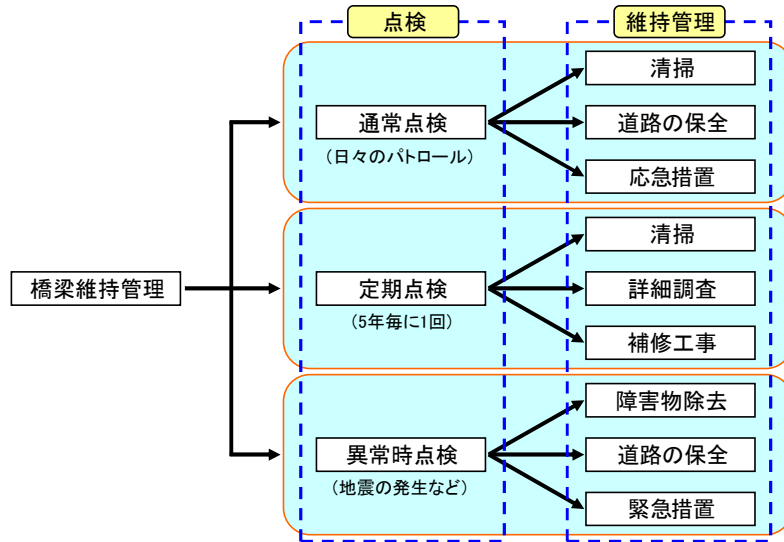 点検
維持管理
清掃
通常点検
道路の保全
(日々のパトロール)
応急措置
清掃
橋梁維持管理
定期点検
詳細調査
(5年毎に1回)
補修工事
障害物除去
異常時点検
道路の保全
(地震の発生など)
緊急措置